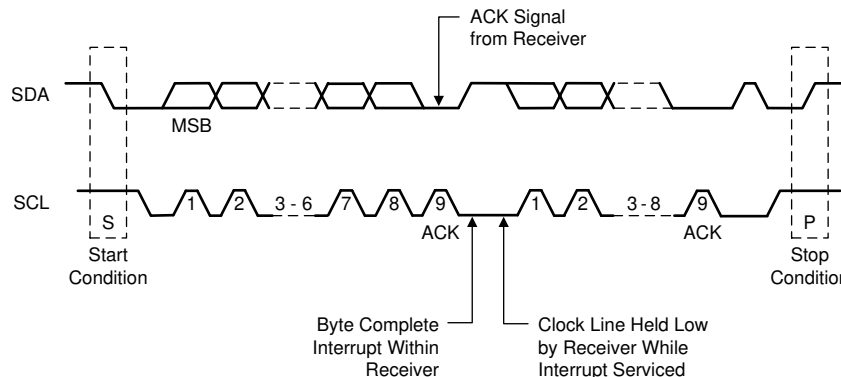 ACK Signal
from Receiver
SDA
MSB
SCL
1
2
3 - 6
7
8
9
1
2
3 - 8
9
S
ACK
ACK
P
Start
Condition
Stop
Condition
Byte Complete
Interrupt Within
Receiver
Clock Line Held Low
by Receiver While
Interrupt Serviced